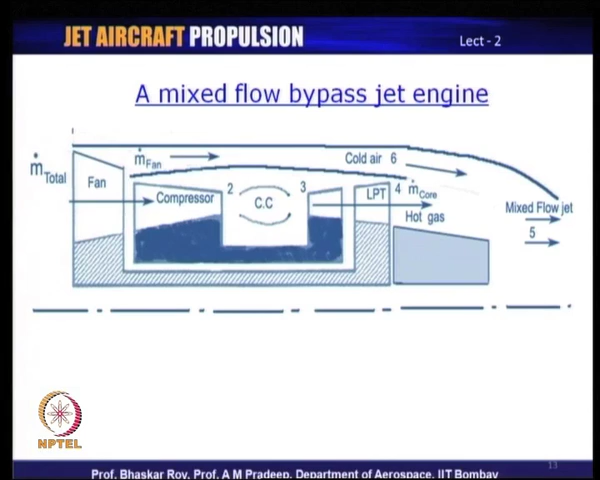 JET AIRCRAFT PROPULSION
Lect - 2
A mixed flow bypass jet engine
1
ṁTotal
Fan
ṁFan
Cold air 6
Compressor
2
C.C
3
LPT
4
ṁCore
Hot gas
Mixed Flow jet
5
NPTEL
13
Prof. Bhaskar Roy, Prof. A M Pradeep, Department of Aerospace, IIT Bombay